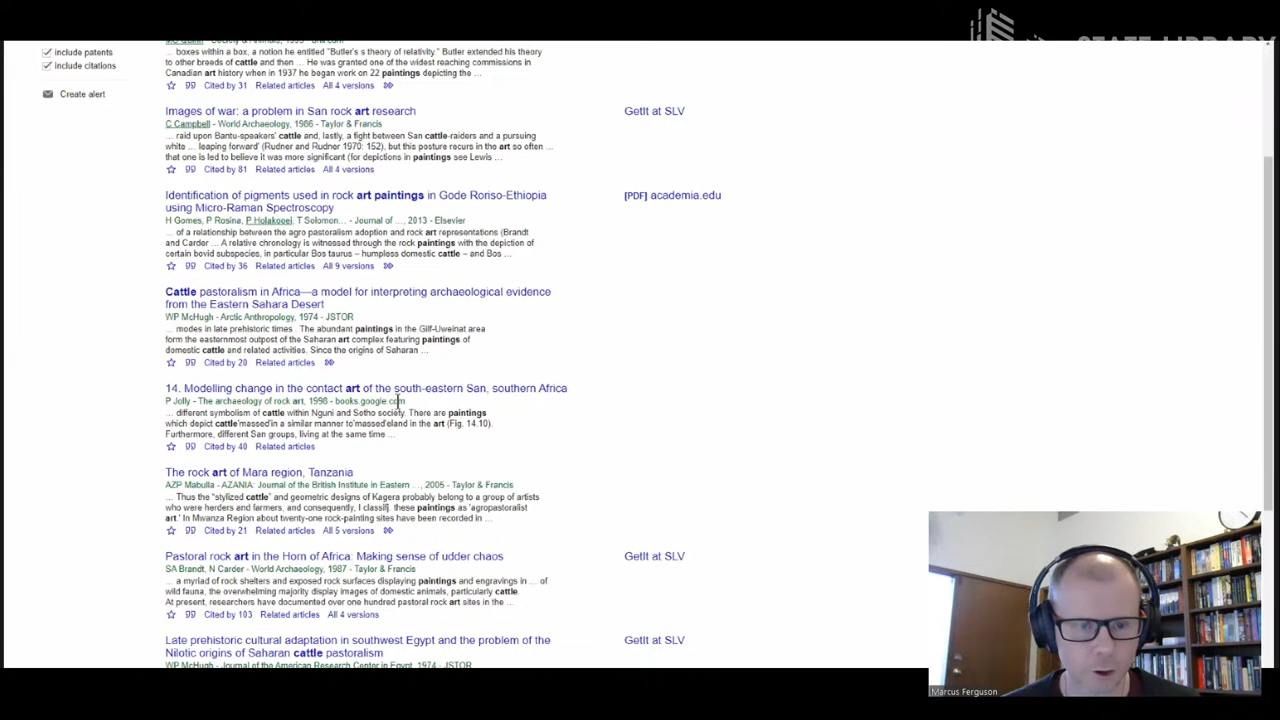 STATE LIBRARY
include patents
include citations
Create alert
... boxes within a box, a notion he entitled "Butler's s theory of relativity." Butler extended his theory
to other breeds of cattle and then ... He was granted one of the widest reaching commissions in
Canadian art history when in 1937 he began work on 22 paintings depicting the ...
Cited by 31 Related articles All 4 versions
Images of war: a problem in San rock art research
GetIt at SLV
C Campbell - World Archaeology, 1986 - Taylor & Francis
... raid upon Bantu-speakers' cattle and, lastly, a fight between San cattle-raiders and a pursuing
white ... leaping forward' (Rudner and Rudner 1970: 152), but this posture recurs in the art so often ...
that one is led to believe it was more significant (for depictions in paintings see Lewis ...
Cited by 81 Related articles All 4 versions
Identification of pigments used in rock art paintings in Gode Roriso-Ethiopia
using Micro-Raman Spectroscopy
[PDF] academia.edu
H Gomes, P Rosina, P Holakooei, T Solomon... - Journal of ..., 2013 - Elsevier
... of a relationship between the agro pastoralism adoption and rock art representations (Brandt
and Carder ... A relative chronology is witnessed through the rock paintings with the depiction of
certain bovid subspecies, in particular Bos taurus – humpless domestic cattle – and Bos ...
Cited by 36 Related articles All 9 versions
Cattle pastoralism in Africa—a model for interpreting archaeological evidence
from the Eastern Sahara Desert
WP McHugh - Arctic Anthropology, 1974 - JSTOR
... modes in late prehistoric times . The abundant paintings in the Gilf-Uweinat area
form the easternmost outpost of the Saharan art complex featuring paintings of
domestic cattle and related activities. Since the origins of Saharan ...
Cited by 20 Related articles
14. Modelling change in the contact art of the south-eastern San, southern Africa
P Jolly - The archaeology of rock art, 1998 - books.google.com
... different symbolism of cattle within Nguni and Sotho society. There are paintings
which depict cattle'massed'in a similar manner to'massed'eland in the art (Fig. 14.10).
Furthermore, different San groups, living at the same time ...
Cited by 40 Related articles
The rock art of Mara region, Tanzania
AZP Mabulla - AZANIA: Journal of the British Institute in Eastern ..., 2005 - Taylor & Francis
... Thus the "stylized cattle" and geometric designs of Kagera probably belong to a group of artists
who were herders and farmers, and consequently, I classifj. these paintings as 'agropastoralist
art.' In Mwanza Region about twenty-one rock-painting sites have been recorded in ...
Cited by 21 Related articles All 5 versions
Pastoral rock art in the Horn of Africa: Making sense of udder chaos
GetIt at SLV
SA Brandt, N Carder - World Archaeology, 1987 - Taylor & Francis
... a myriad of rock shelters and exposed rock surfaces displaying paintings and engravings in ... of
wild fauna, the overwhelming majority display images of domestic animals, particularly cattle.
At present, researchers have documented over one hundred pastoral rock art sites in the ...
Cited by 103 Related articles All 4 versions
Late prehistoric cultural adaptation in southwest Egypt and the problem of the
Nilotic origins of Saharan cattle pastoralism
GetIt at SLV
WP McHugh - Journal of the American Research Center in Egypt, 1974 - JSTOR
Marcus Ferguson